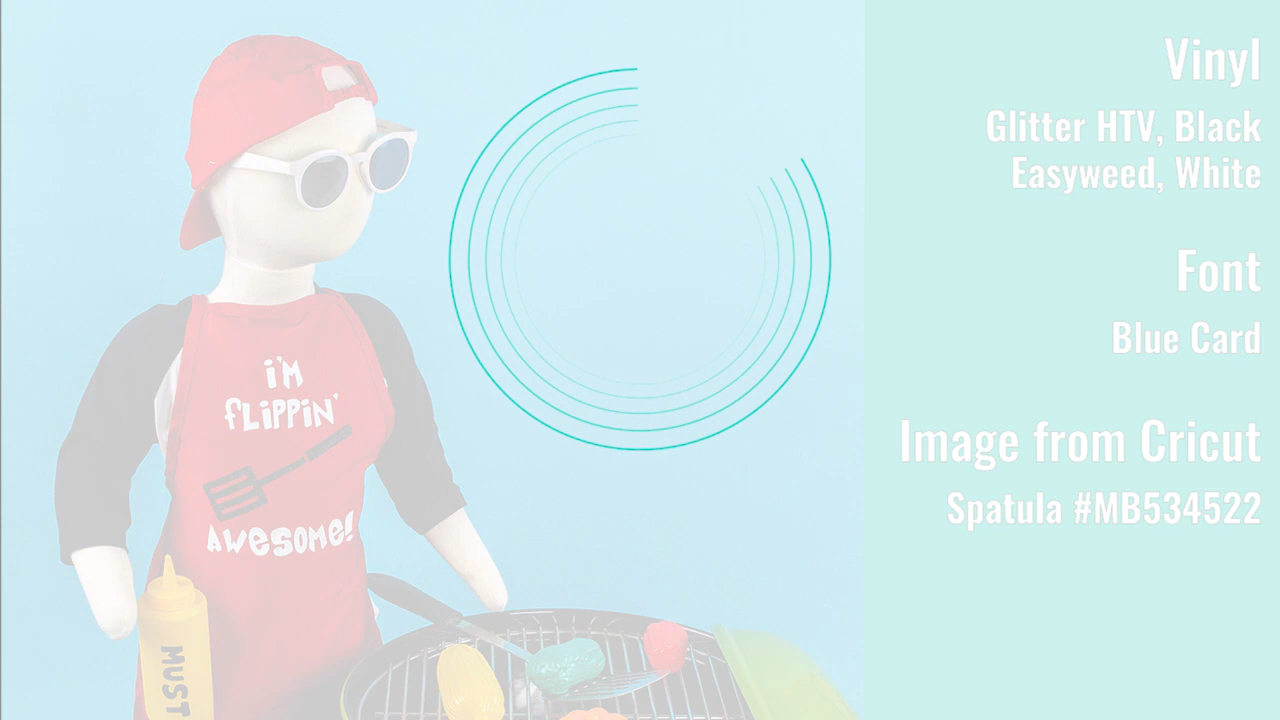 i'm
fLippin'
Awesome!
MUST
Vinyl
Glitter HTV, Black
Easyweed, White
Font
Blue Card
Image from Cricut
Spatula #MB534522